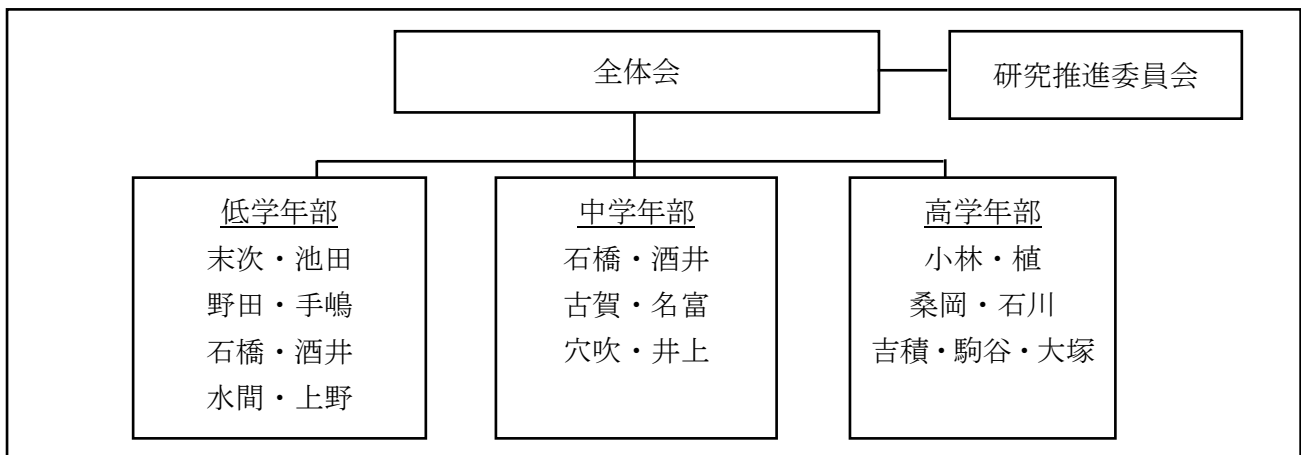 全体会
研究推進委員会
低学年部
末次・池田
野田・手嶋
石橋・酒井
水間・上野
中学年部
石橋・酒井
古賀・名富
穴吹・井上
高学年部
小林・植
桑岡・石川
吉積・駒谷・大塚